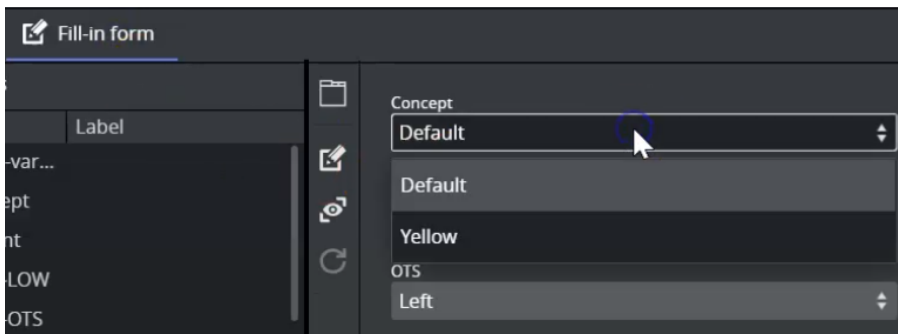 Fill-in form
s
Label
-var...
ept
nt
-LOW
-OTS
Concept
Default
Default
Yellow
OTS
Left